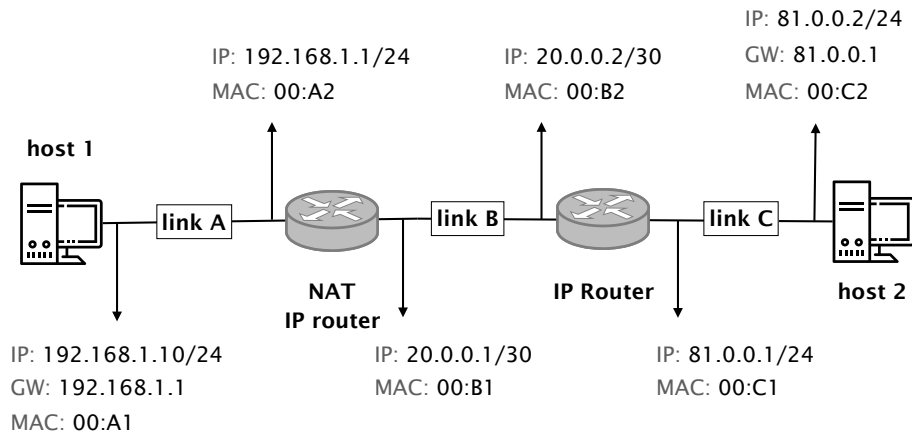 IP: 192.168.1.1/24
MAC: 00:A2
IP: 20.0.0.2/30
MAC: 00:B2
IP: 81.0.0.2/24
GW: 81.0.0.1
MAC: 00:C2
host 1
link A
link B
link C
NAT
IP router
IP Router
host 2
IP: 192.168.1.10/24
GW: 192.168.1.1
MAC: 00:A1
IP: 20.0.0.1/30
MAC: 00:B1
IP: 81.0.0.1/24
MAC: 00:C1